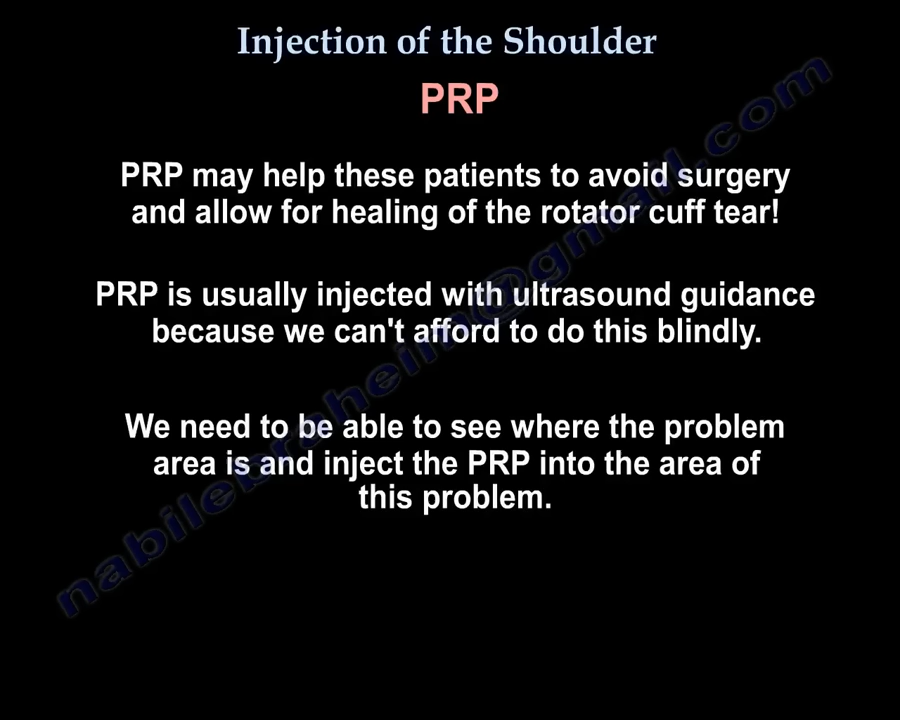 Injection of the Shoulder
PRP
PRP may help these patients to avoid surgery
and allow for healing of the rotator cuff tear!
PRP is usually injected with ultrasound guidance
because we can't afford to do this blindly.
We need to be able to see where the problem
area is and inject the PRP into the area of
this problem.
nabilebraheim@gmail.com